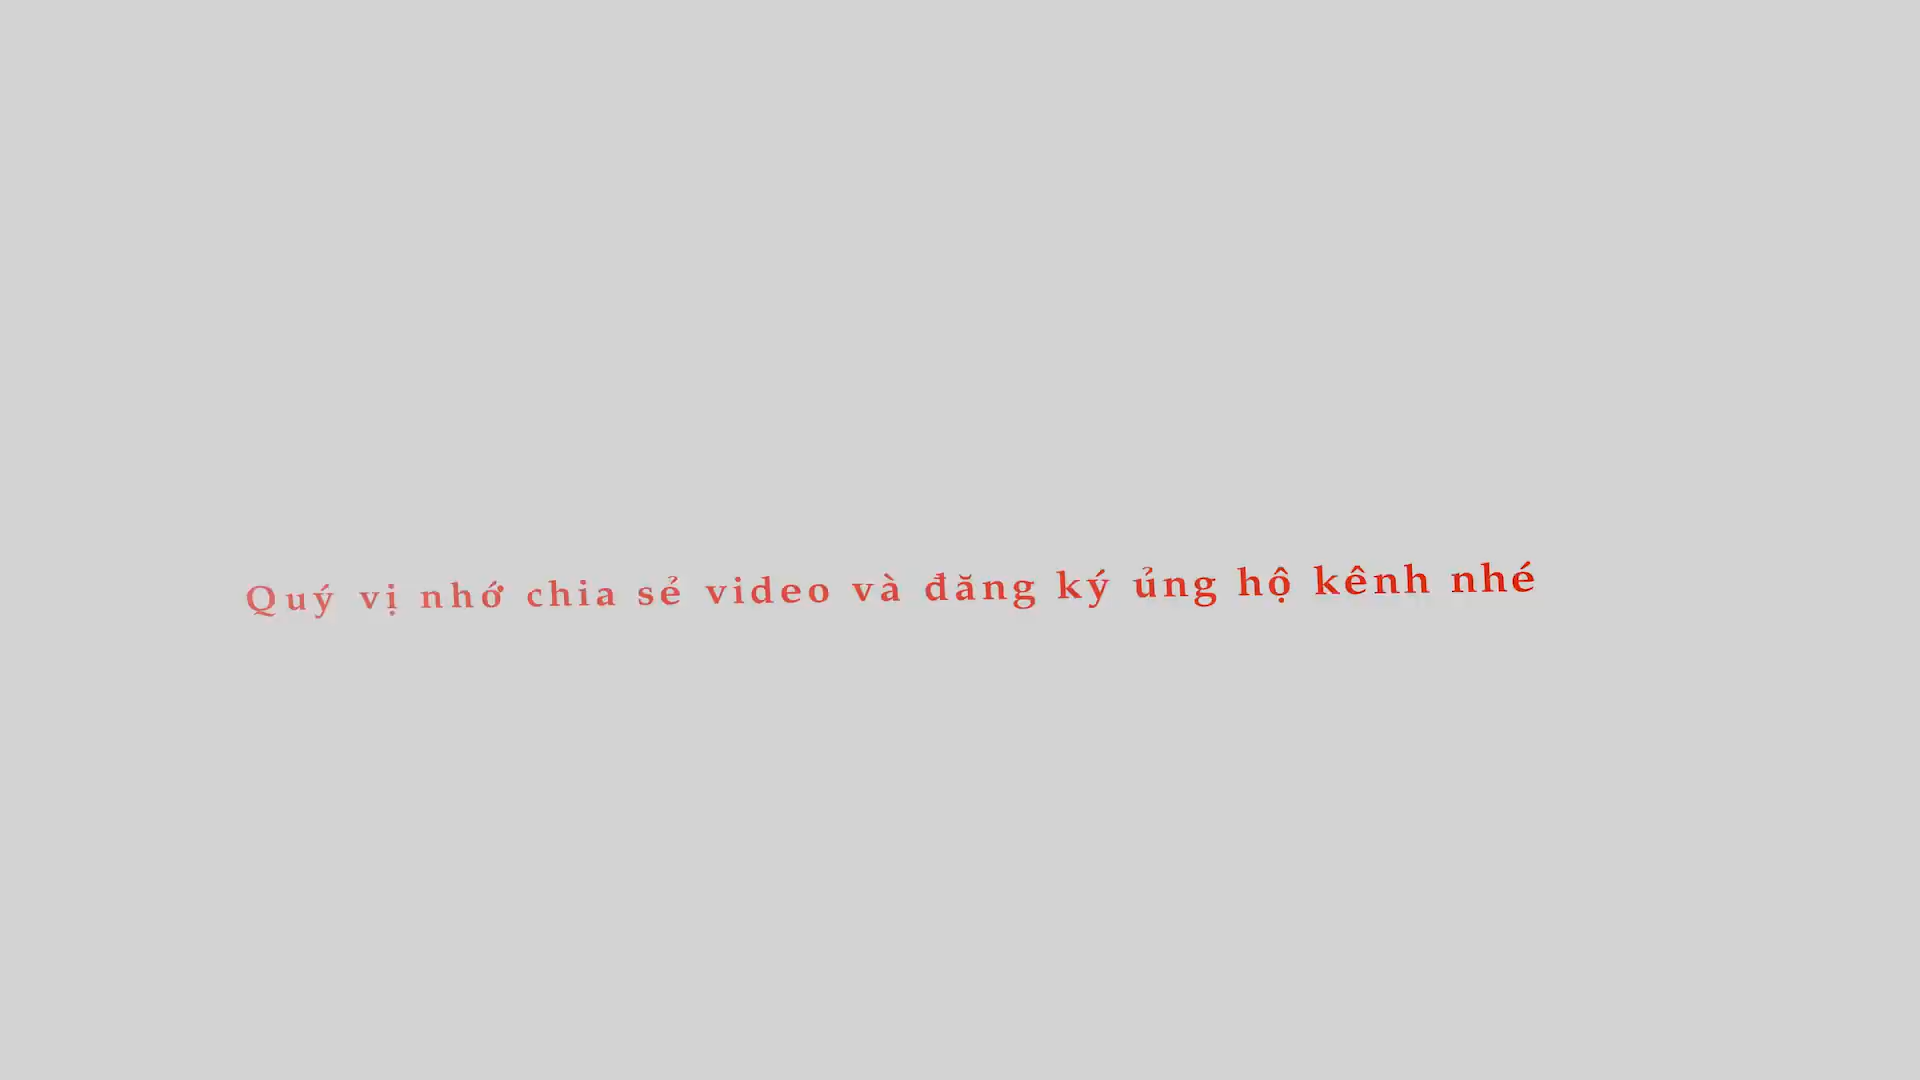 Quý vị nhớ chia sẻ video và đăng ký ủng hộ kênh nhé